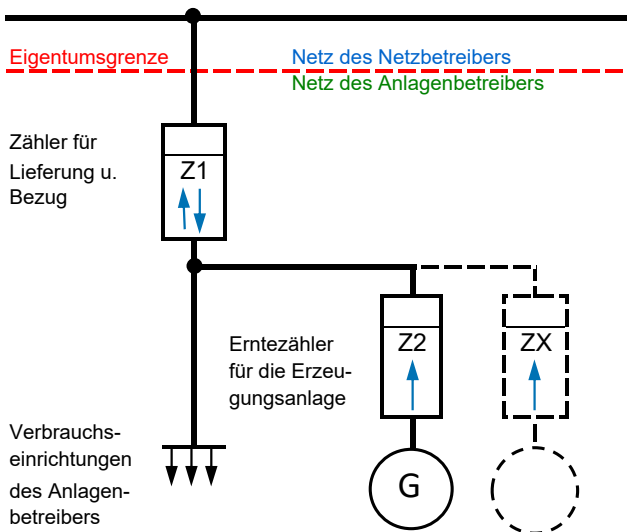 Eigentumsgrenze
Netz des Netzbetreibers
Netz des Anlagenbetreibers
Zähler für
Lieferung u.
Bezug
Z1
Erntezähler
für die Erzeu-
gungsanlage
Z2
ZX
Verbrauchs-
einrichtungen
des Anlagen-
betreibers
G